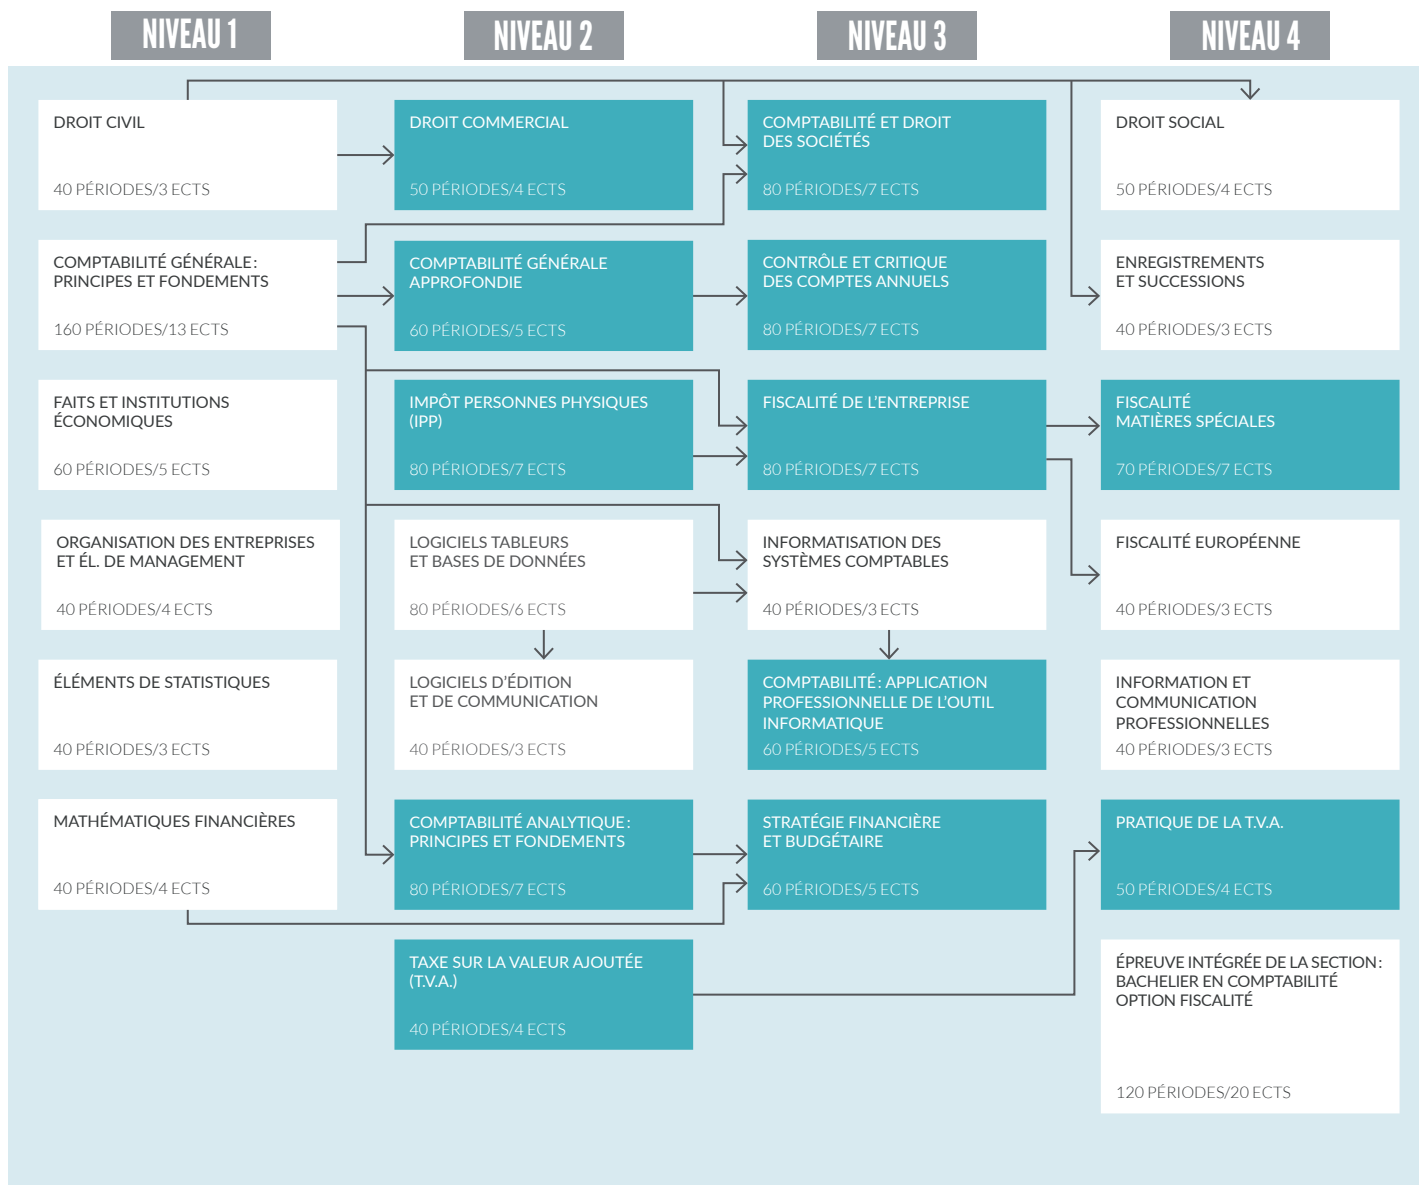 NIVEAU 1
NIVEAU 2
NIVEAU 3
NIVEAU 4
DROIT CIVIL
40 PÉRIODES/3 ECTS
DROIT COMMERCIAL
50 PÉRIODES/4 ECTS
COMPTABILITÉ ET DROIT
DES SOCIÉTÉS
80 PÉRIODES/7 ECTS
DROIT SOCIAL
50 PÉRIODES/4 ECTS
COMPTABILITÉ GÉNÉRALE :
PRINCIPES ET FONDEMENTS
160 PÉRIODES/13 ECTS
COMPTABILITÉ GÉNÉRALE
APPROFONDIE
60 PÉRIODES/5 ECTS
CONTRÔLE ET CRITIQUE
DES COMPTES ANNUELS
80 PÉRIODES/7 ECTS
ENREGISTREMENTS
ET SUCCESSIONS
40 PÉRIODES/3 ECTS
FAITS ET INSTITUTIONS
ÉCONOMIQUES
60 PÉRIODES/5 ECTS
IMPÔT PERSONNES PHYSIQUES
(IPP)
80 PÉRIODES/7 ECTS
FISCALITÉ DE L'ENTREPRISE
80 PÉRIODES/7 ECTS
FISCALITÉ
MATIÈRES SPÉCIALES
70 PÉRIODES/7 ECTS
ORGANISATION DES ENTREPRISES
ET ÉL. DE MANAGEMENT
40 PÉRIODES/4 ECTS
LOGICIELS TABLEURS
ET BASES DE DONNÉES
80 PÉRIODES/6 ECTS
INFORMATISATION DES
SYSTÈMES COMPTABLES
40 PÉRIODES/3 ECTS
FISCALITÉ EUROPÉENNE
40 PÉRIODES/3 ECTS
ÉLÉMENTS DE STATISTIQUES
40 PÉRIODES/3 ECTS
LOGICIELS D'ÉDITION
ET DE COMMUNICATION
40 PÉRIODES/3 ECTS
COMPTABILITÉ : APPLICATION
PROFESSIONNELLE DE L'OUTIL
INFORMATIQUE
60 PÉRIODES/5 ECTS
INFORMATION ET
COMMUNICATION
PROFESSIONNELLES
40 PÉRIODES/3 ECTS
MATHÉMATIQUES FINANCIÈRES
40 PÉRIODES/4 ECTS
COMPTABILITÉ ANALYTIQUE :
PRINCIPES ET FONDEMENTS
80 PÉRIODES/7 ECTS
STRATÉGIE FINANCIÈRE
ET BUDGÉTAIRE
60 PÉRIODES/5 ECTS
PRATIQUE DE LA T.V.A.
50 PÉRIODES/4 ECTS
TAXE SUR LA VALEUR AJOUTÉE
(T.V.A.)
40 PÉRIODES/4 ECTS
ÉPREUVE INTÉGRÉE DE LA SECTION :
BACHELIER EN COMPTABILITÉ
OPTION FISCALITÉ
120 PÉRIODES/20 ECTS